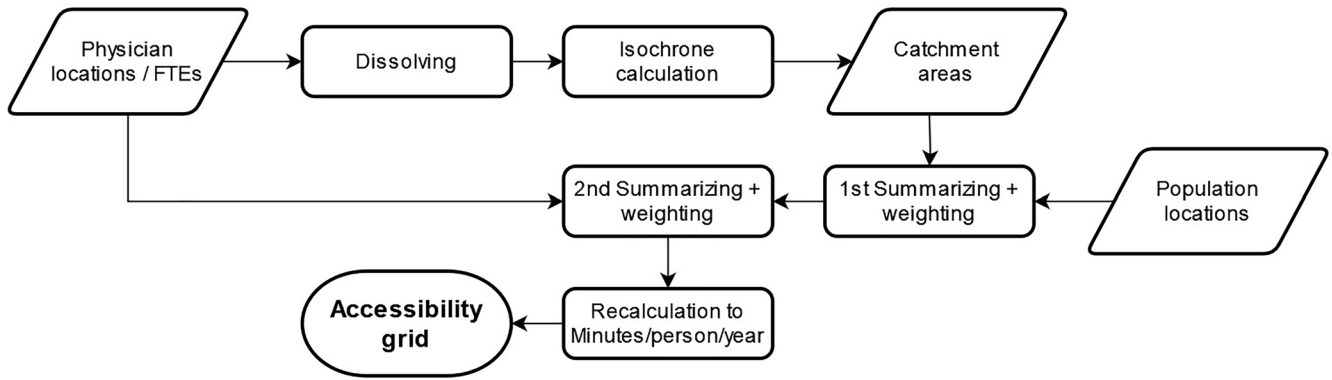 Physician
locations / FTEs
Dissolving
Isochrone
calculation
Catchment
areas
2nd Summarizing +
weighting
1st Summarizing +
weighting
Population
locations
Accessibility
grid
Recalculation to
Minutes/person/year